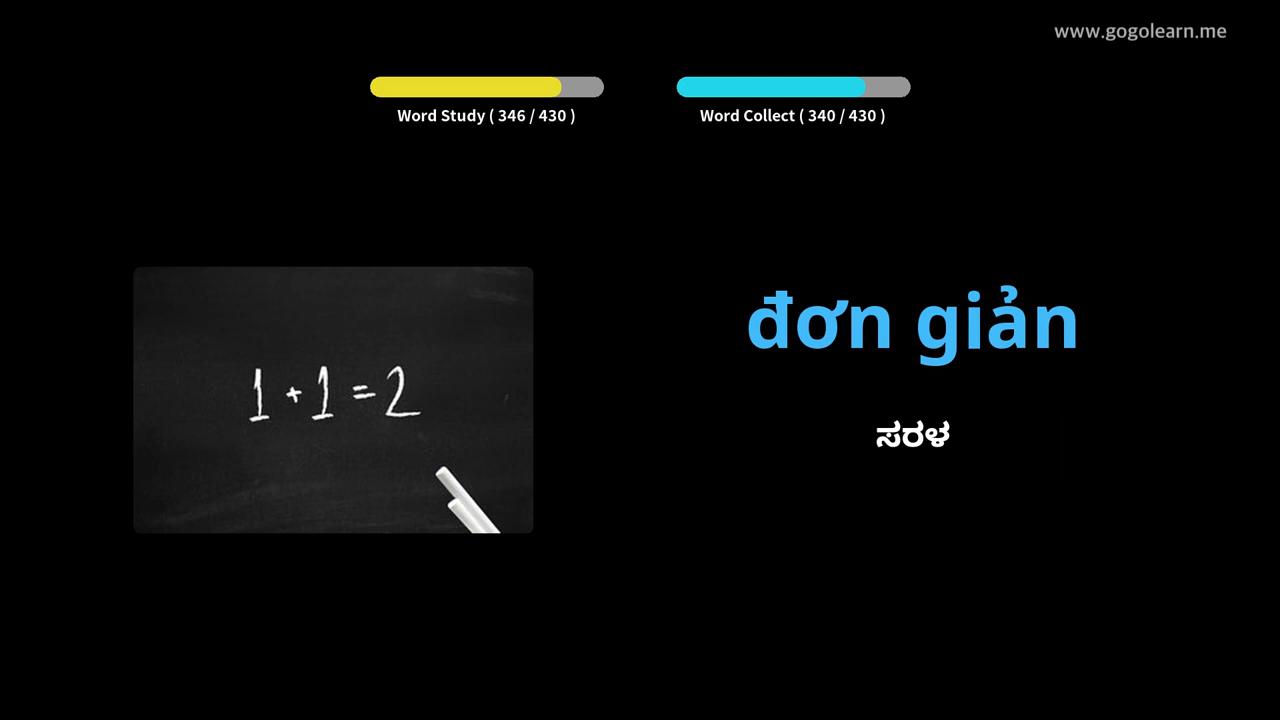 www.gogolearn.me
Word Study ( 346 / 430 )
Word Collect ( 340 / 430 )
1 + 1 = 2
đơn giản
ಸರಳ